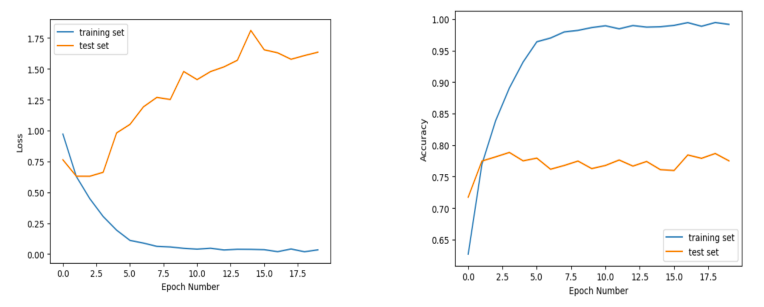 training set
test set
1.75
1.50
1.25
1.00
0.75
0.50
0.25
0.00
Loss
0.0 2.5 5.0 7.5 10.0 12.5 15.0 17.5
Epoch Number
1.00
0.95
0.90
0.85
0.80
0.75
0.70
0.65
Accuracy
training set
test set
0.0 2.5 5.0 7.5 10.0 12.5 15.0 17.5
Epoch Number